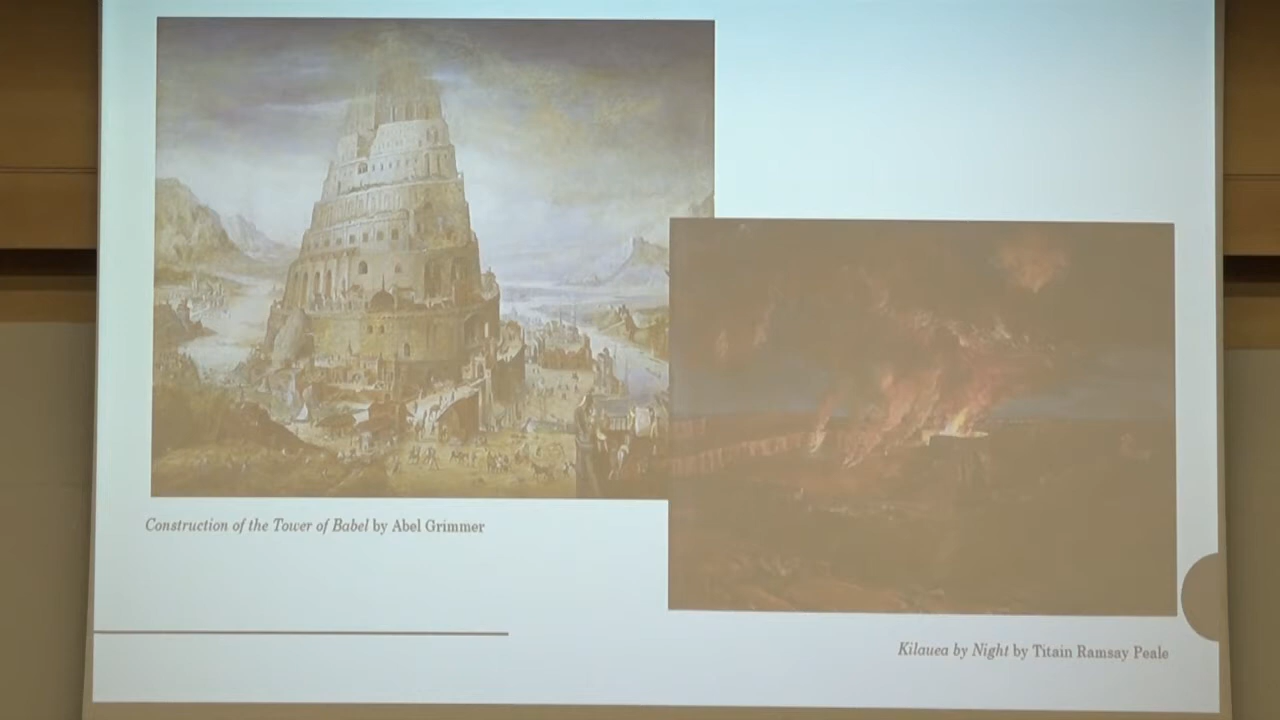 Construction of the Tower of Babel by Abel Grimmer
Kilauea by Night by Titain Ramsay Peale